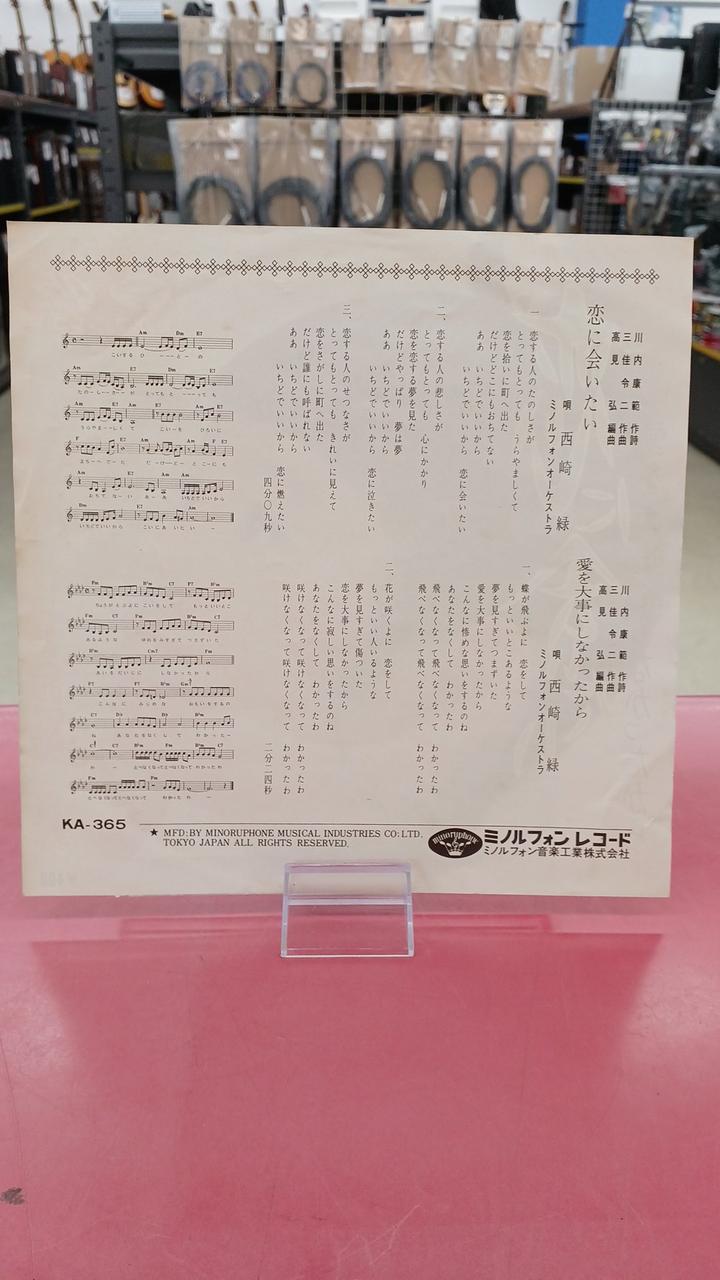 恋に会いたい
川内康範 作詩
三佳令二 作曲
高見弘 編曲
唄 西崎緑
ミノルフォンオーケストラ
一、恋する人のたのしさが
とってもとっても うらやましくて
恋を拾いに町へ出た
だけどどこにもおちてない
ああ いちどでいいから
いちどでいいから 恋に会いたい
二、恋する人の悲しさが
とってもとっても 心にかかり
恋を恋する夢を見た
だけどやっぱり 夢は夢
ああ いちどでいいから
いちどでいいから 恋に泣きたい
三、恋する人のせつなさが
とってもとっても きれいに見えて
恋をさがしに町へ出た
だけど誰にも呼ばれない
ああ いちどでいいから
いちどでいいから 恋に燃えたい
四分〇九秒
愛を大事にしなかったから
川内康範 作詩
三佳令二 作曲
高見弘 編曲
唄 西崎緑
ミノルフォンオーケストラ
一、蝶が飛ぶよに 恋をして
もっといいとこあるような
夢を見すぎてつまずいた
愛を大事にしなかったから
こんなに惨めな思いをするのね
あなたをなくして わかったわ
飛べなくなって飛べなくなって わかったわ
飛べなくなって飛べなくなって わかったわ
二、花が咲くよに 恋をして
もっといい人いるような
夢を見すぎて傷ついた
恋を大事にしなかったから
こんなに寂しい思いをするのね
あなたをなくして わかったわ
咲けなくなって咲けなくなって わかったわ
咲けなくなって咲けなくなって わかったわ
二分二四秒
KA-365
★ MFD:BY MINORUPHONE MUSICAL INDUSTRIES CO:LTD.
TOKYO JAPAN ALL RIGHTS RESERVED.
minoruphone
ミノルフォン レコード
ミノルフォン音楽工業株式会社